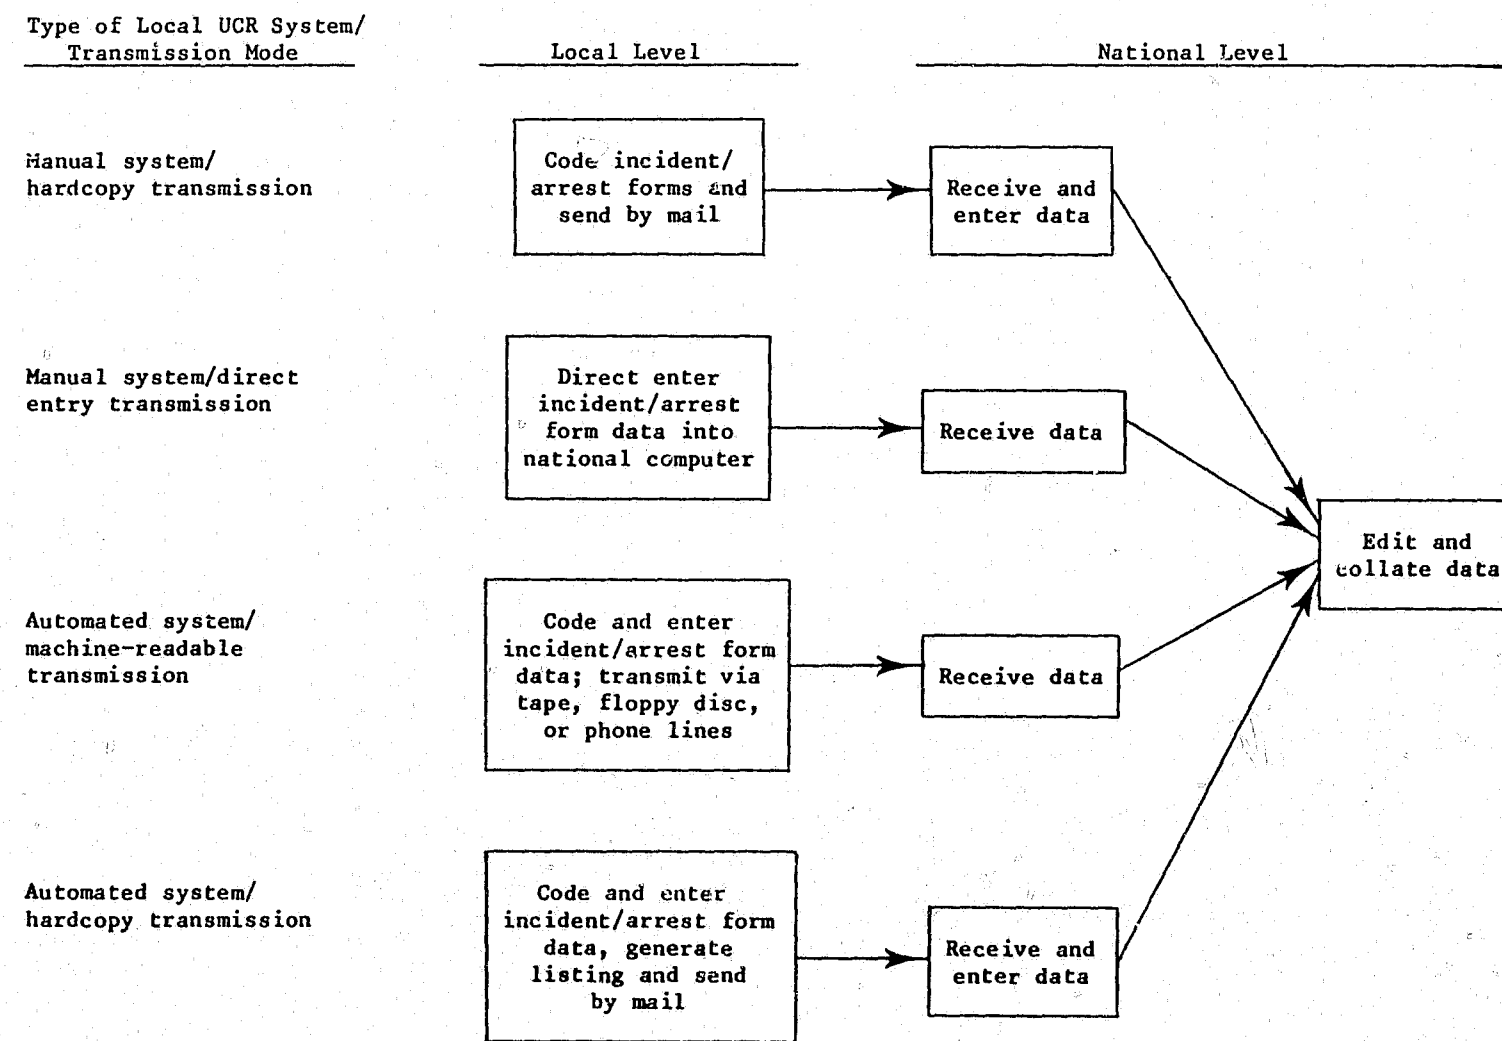 Type of Local UCR System/
Transmission Mode
Local Level
National Level
Manual system/
hardcopy transmission
Code incident/
arrest forms and
send by mail
Receive and
enter data
Manual system/direct
entry transmission
Direct enter
incident/arrest
form data into
national computer
Receive data
Edit and
collate data
Automated system/
machine-readable
transmission
Code and enter
incident/arrest form
data; transmit via
tape, floppy disc,
or phone lines
Receive data
Automated system/
hardcopy transmission
Code and enter
incident/arrest form
data, generate
listing and send
by mail
Receive and
enter data